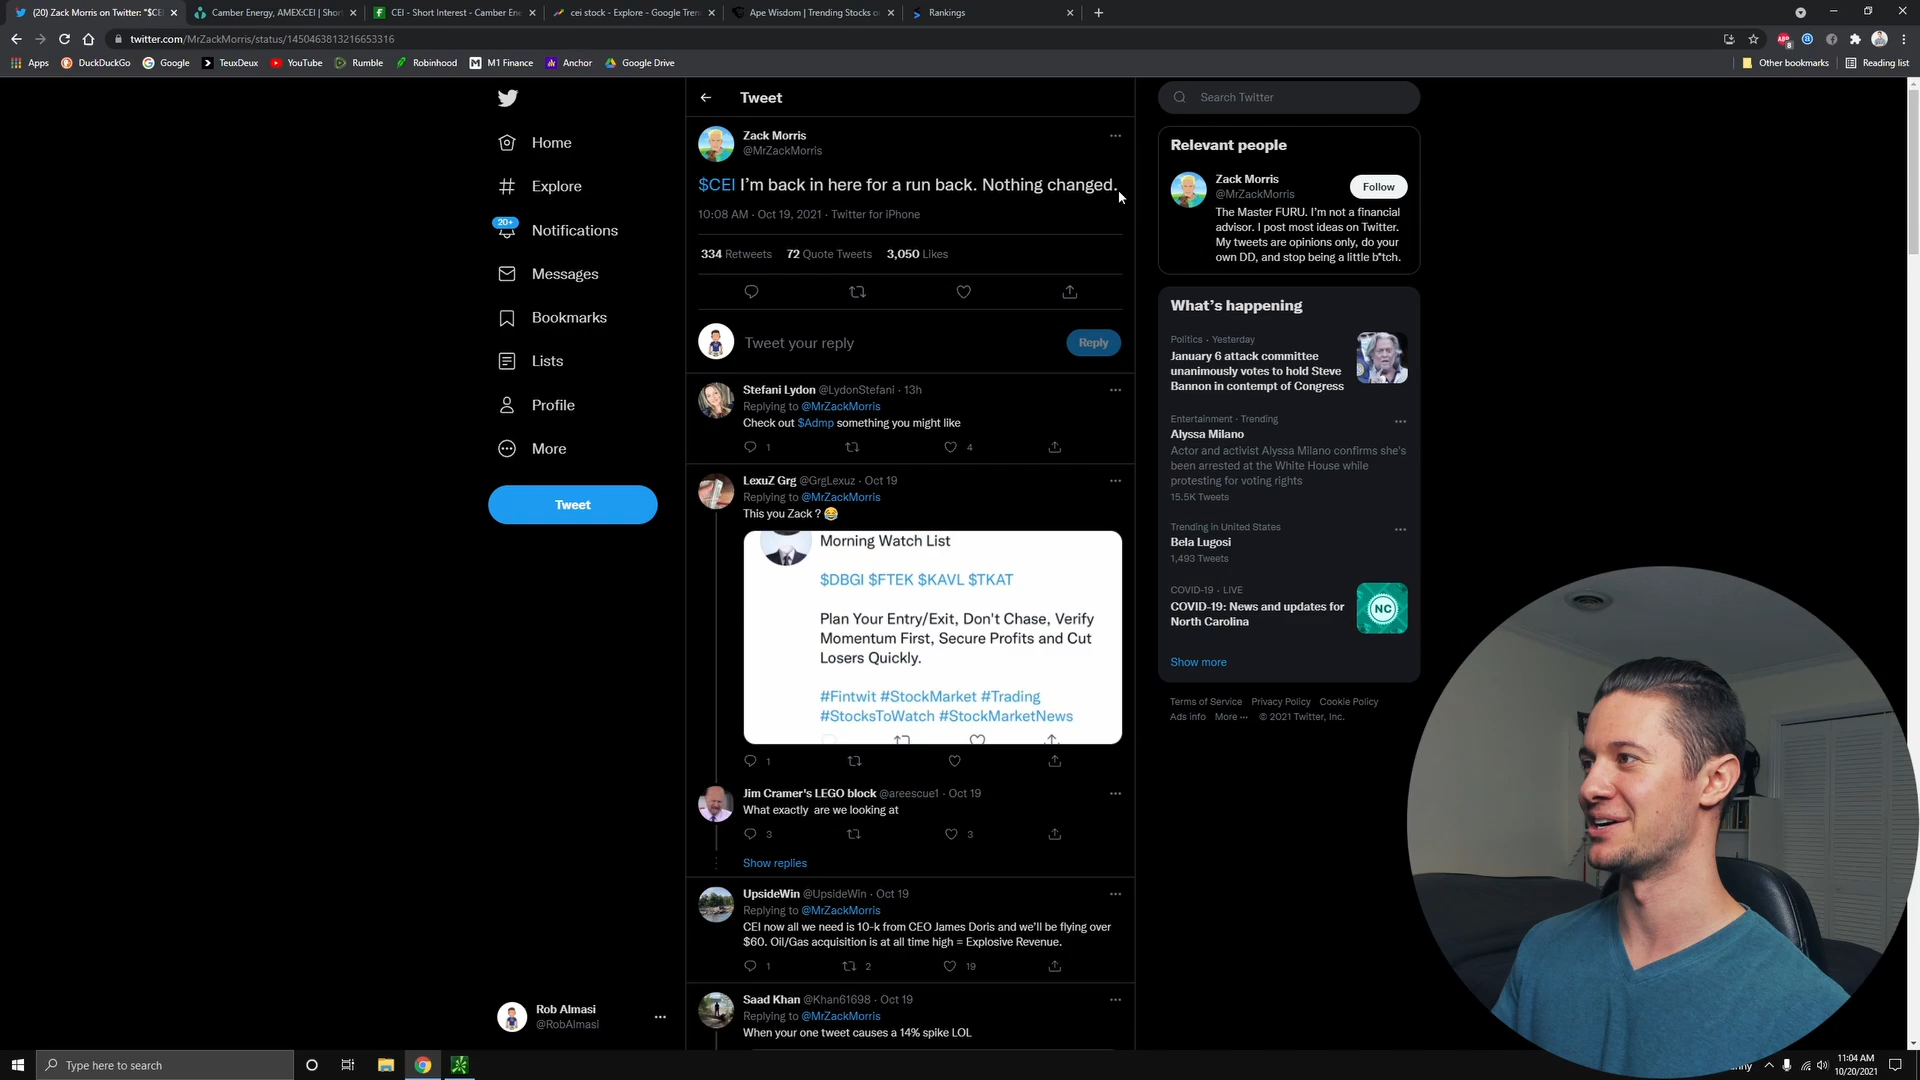 (20) Zack Morris on Twitter: "$CEI
Camber Energy, AMEX:CEI | Short
CEI - Short Interest - Camber Ene
cei stock - Explore - Google Tren
Ape Wisdom | Trending Stocks o
Rankings
twitter.com/MrZackMorris/status/1450463813216653316
Apps
DuckDuckGo
Google
TeuxDeux
YouTube
Rumble
Robinhood
M1 Finance
Anchor
Google Drive
Other bookmarks
Reading list
Home
Explore
20+
Notifications
Messages
Bookmarks
Lists
Profile
More
Tweet
Rob Almasi
@RobAlmasi
Tweet
Zack Morris
@MrZackMorris
$CEI I'm back in here for a run back. Nothing changed.
10:08 AM · Oct 19, 2021 · Twitter for iPhone
334 Retweets 72 Quote Tweets 3,050 Likes
Tweet your reply
Reply
Stefani Lydon @LydonStefani · 13h
Replying to @MrZackMorris
Check out $Admp something you might like
1 4
LexuZ Grg @GrgLexuz · Oct 19
Replying to @MrZackMorris
This you Zack ? 😂
Morning Watch List
$DBGI $FTEK $KAVL $TKAT
Plan Your Entry/Exit, Don't Chase, Verify
Momentum First, Secure Profits and Cut
Losers Quickly.
#Fintwit #StockMarket #Trading
#StocksToWatch #StockMarketNews
1
Jim Cramer's LEGO block @areescue1 · Oct 19
What exactly are we looking at
3 3
Show replies
UpsideWin @UpsideWin · Oct 19
Replying to @MrZackMorris
CEI now all we need is 10-k from CEO James Doris and we'll be flying over
$60. Oil/Gas acquisition is at all time high = Explosive Revenue.
1 2 19
Saad Khan @Khan61698 · Oct 19
Replying to @MrZackMorris
When your one tweet causes a 14% spike LOL
Search Twitter
Relevant people
Zack Morris
@MrZackMorris
Follow
The Master FURU. I'm not a financial
advisor. I post most ideas on Twitter.
My tweets are opinions only, do your
own DD, and stop being a little b*tch.
What's happening
Politics · Yesterday
January 6 attack committee
unanimously votes to hold Steve
Bannon in contempt of Congress
Entertainment · Trending
Alyssa Milano
Actor and activist Alyssa Milano confirms she's
been arrested at the White House while
protesting for voting rights
15.5K Tweets
Trending in United States
Bela Lugosi
1,493 Tweets
COVID-19 · LIVE
COVID-19: News and updates for
North Carolina
NC
Show more
Terms of Service Privacy Policy Cookie Policy
Ads info More ··· © 2021 Twitter, Inc.
Type here to search
11:04 AM
10/20/2021